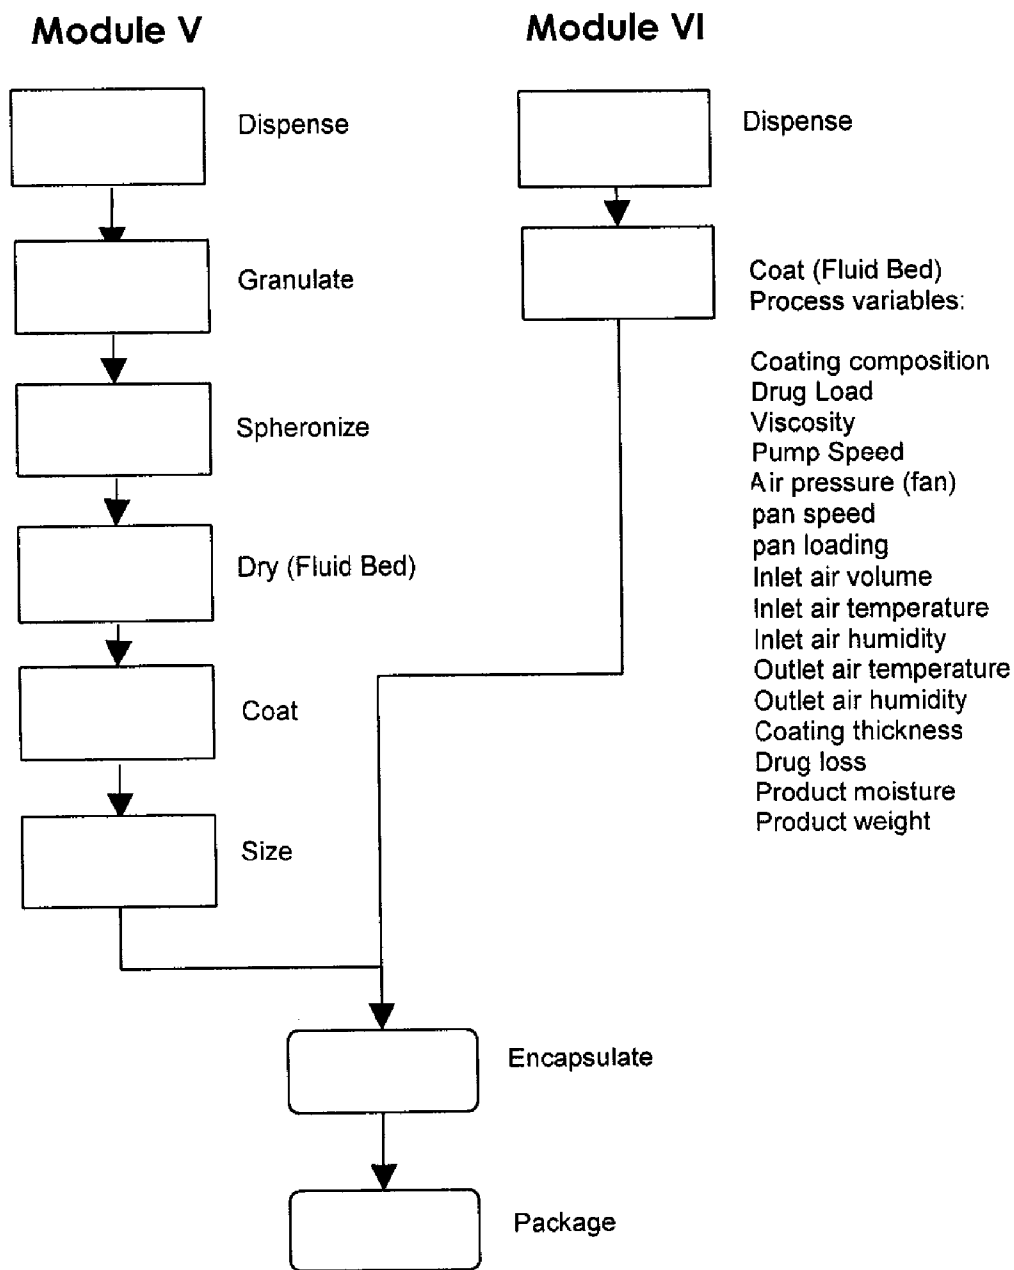 Module V
Dispense
Granulate
Spheronize
Dry (Fluid Bed)
Coat
Size
Module VI
Dispense
Coat (Fluid Bed)
Process variables:
Coating composition
Drug Load
Viscosity
Pump Speed
Air pressure (fan)
pan speed
pan loading
Inlet air volume
Inlet air temperature
Inlet air humidity
Outlet air temperature
Outlet air humidity
Coating thickness
Drug loss
Product moisture
Product weight
Encapsulate
Package